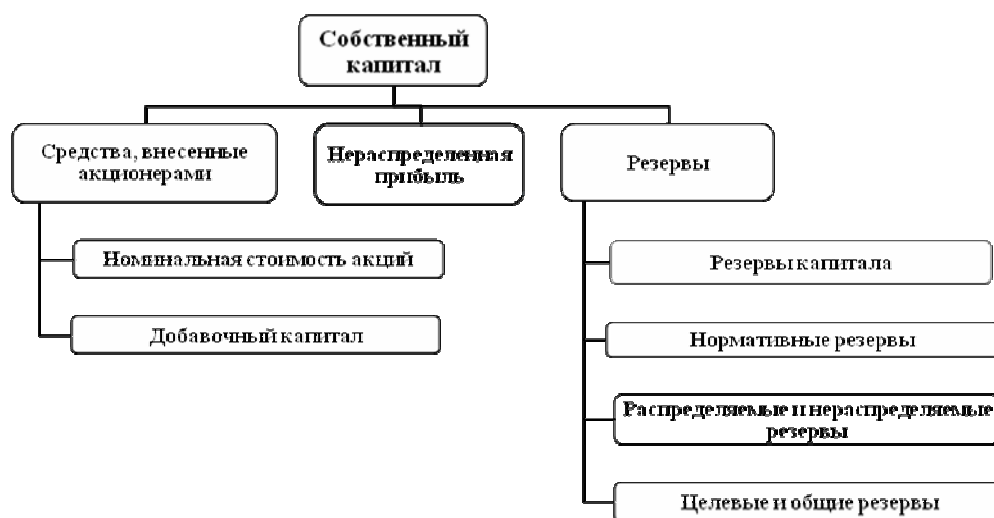 Собственный
капитал
Средства, внесенные
акционерами
Нераспределенная
прибыль
Резервы
Номинальная стоимость акций
Добавочный капитал
Резервы капитала
Нормативные резервы
Распределяемые и нераспределяемые
резервы
Целевые и общие резервы